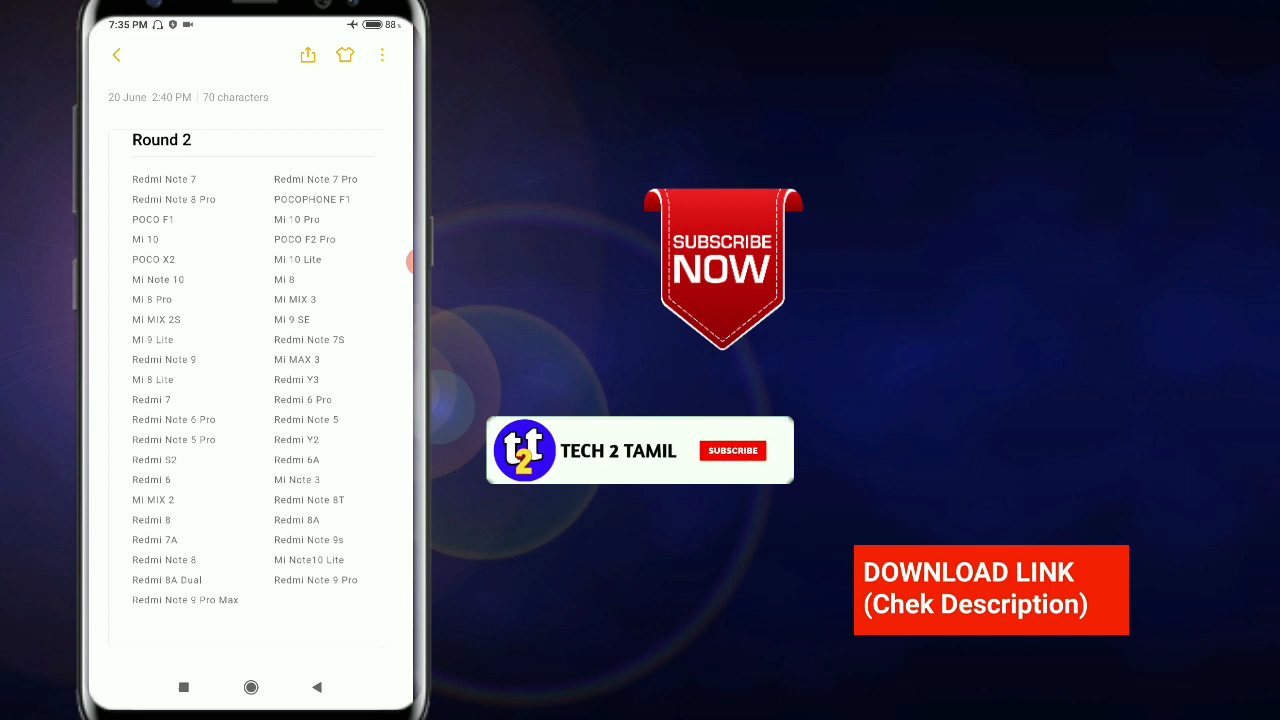 7:35 PM 88%
20 June 2:40 PM | 70 characters
Round 2
Redmi Note 7 Redmi Note 7 Pro
Redmi Note 8 Pro POCOPHONE F1
POCO F1 Mi 10 Pro
Mi 10 POCO F2 Pro
POCO X2 Mi 10 Lite
Mi Note 10 Mi 8
Mi 8 Pro Mi MIX 3
Mi MIX 2S Mi 9 SE
Mi 9 Lite Redmi Note 7S
Redmi Note 9 Mi MAX 3
Mi 8 Lite Redmi Y3
Redmi 7 Redmi 6 Pro
Redmi Note 6 Pro Redmi Note 5
Redmi Note 5 Pro Redmi Y2
Redmi S2 Redmi 6A
Redmi 6 Mi Note 3
Mi MIX 2 Redmi Note 8T
Redmi 8 Redmi 8A
Redmi 7A Redmi Note 9s
Redmi Note 8 Mi Note10 Lite
Redmi 8A Dual Redmi Note 9 Pro
Redmi Note 9 Pro Max
SUBSCRIBE
NOW
t2t
TECH 2 TAMIL
SUBSCRIBE
DOWNLOAD LINK
(Chek Description)